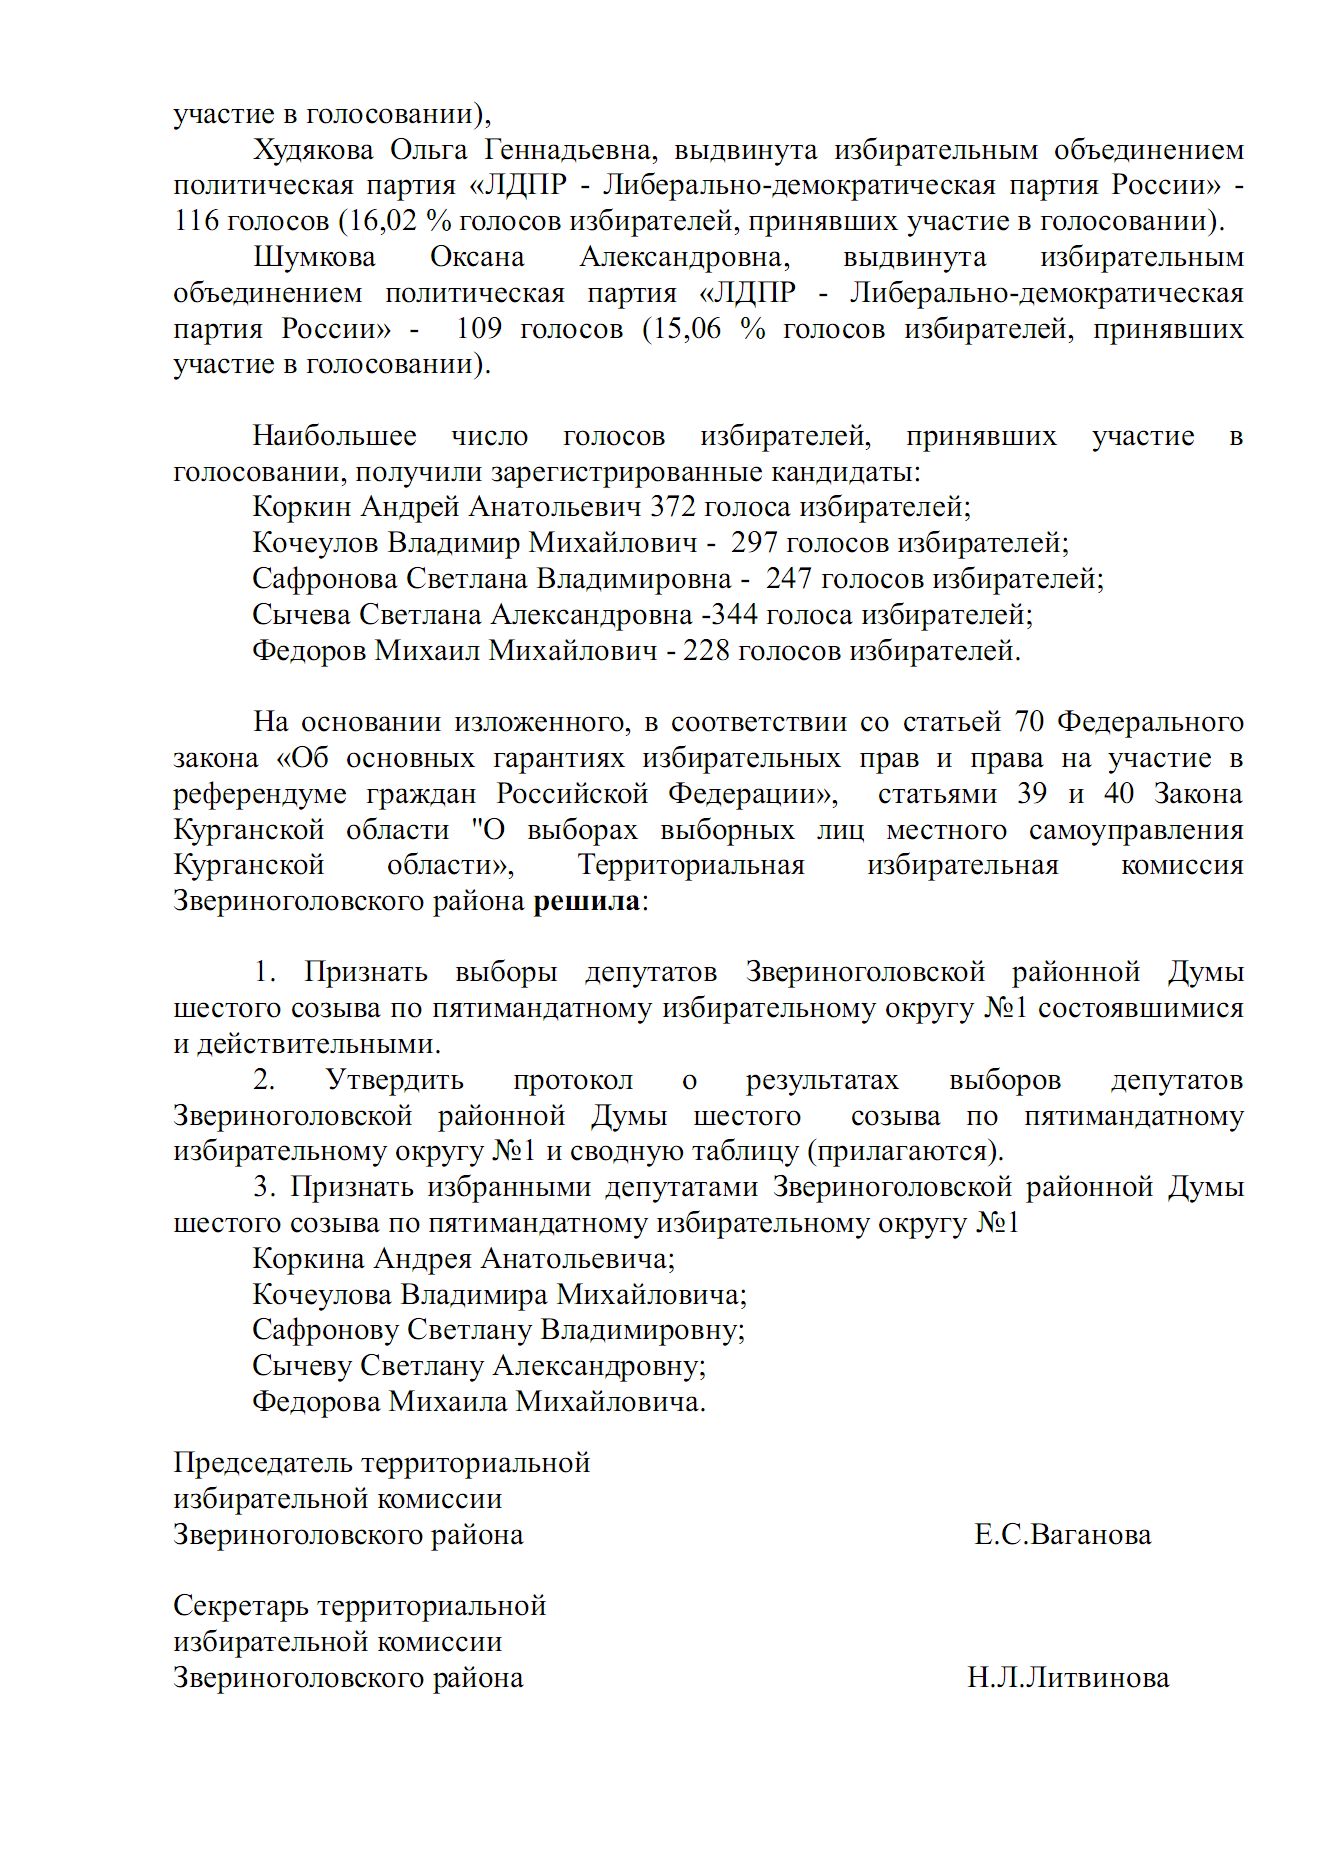 участие в голосовании),
Худякова Ольга Геннадьевна, выдвинута избирательным объединением
политическая партия «ЛДПР - Либерально-демократическая партия России» -
116 голосов (16,02 % голосов избирателей, принявших участие в голосовании).
Шумкова Оксана Александровна, выдвинута избирательным
объединением политическая партия «ЛДПР - Либерально-демократическая
партия России» - 109 голосов (15,06 % голосов избирателей, принявших
участие в голосовании).
Наибольшее число голосов избирателей, принявших участие в
голосовании, получили зарегистрированные кандидаты:
Коркин Андрей Анатольевич 372 голоса избирателей;
Кочеулов Владимир Михайлович - 297 голосов избирателей;
Сафронова Светлана Владимировна - 247 голосов избирателей;
Сычева Светлана Александровна -344 голоса избирателей;
Федоров Михаил Михайлович - 228 голосов избирателей.
На основании изложенного, в соответствии со статьей 70 Федерального
закона «Об основных гарантиях избирательных прав и права на участие в
референдуме граждан Российской Федерации», статьями 39 и 40 Закона
Курганской области "О выборах выборных лиц местного самоуправления
Курганской области», Территориальная избирательная комиссия
Звериноголовского района решила:
1. Признать выборы депутатов Звериноголовской районной Думы
шестого созыва по пятимандатному избирательному округу №1 состоявшимися
и действительными.
2. Утвердить протокол о результатах выборов депутатов
Звериноголовской районной Думы шестого созыва по пятимандатному
избирательному округу №1 и сводную таблицу (прилагаются).
3. Признать избранными депутатами Звериноголовской районной Думы
шестого созыва по пятимандатному избирательному округу №1
Коркина Андрея Анатольевича;
Кочеулова Владимира Михайловича;
Сафронову Светлану Владимировну;
Сычеву Светлану Александровну;
Федорова Михаила Михайловича.
Председатель территориальной
избирательной комиссии
Звериноголовского района Е.С.Ваганова
Секретарь территориальной
избирательной комиссии
Звериноголовского района Н.Л.Литвинова